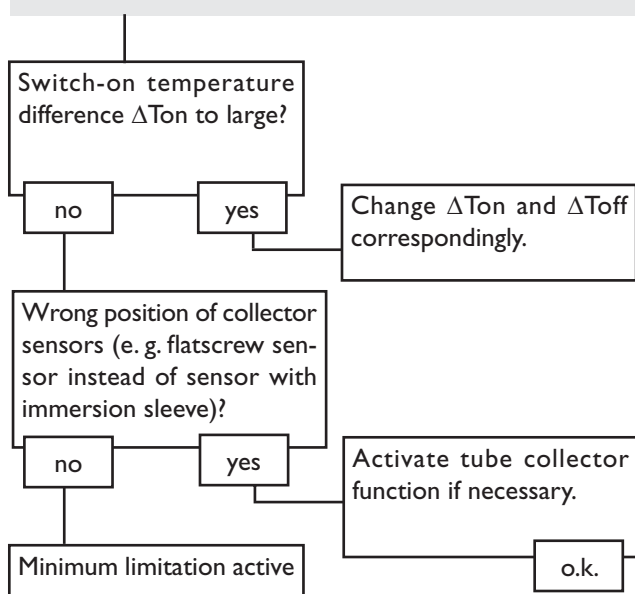 Switch-on temperature
difference ΔTon to large?
no
yes
Change ΔTon and ΔToff
correspondingly.
Wrong position of collector
sensors (e. g. flatscrew sen-
sor instead of sensor with
immersion sleeve)?
no
yes
Activate tube collector
function if necessary.
o.k.
Minimum limitation active